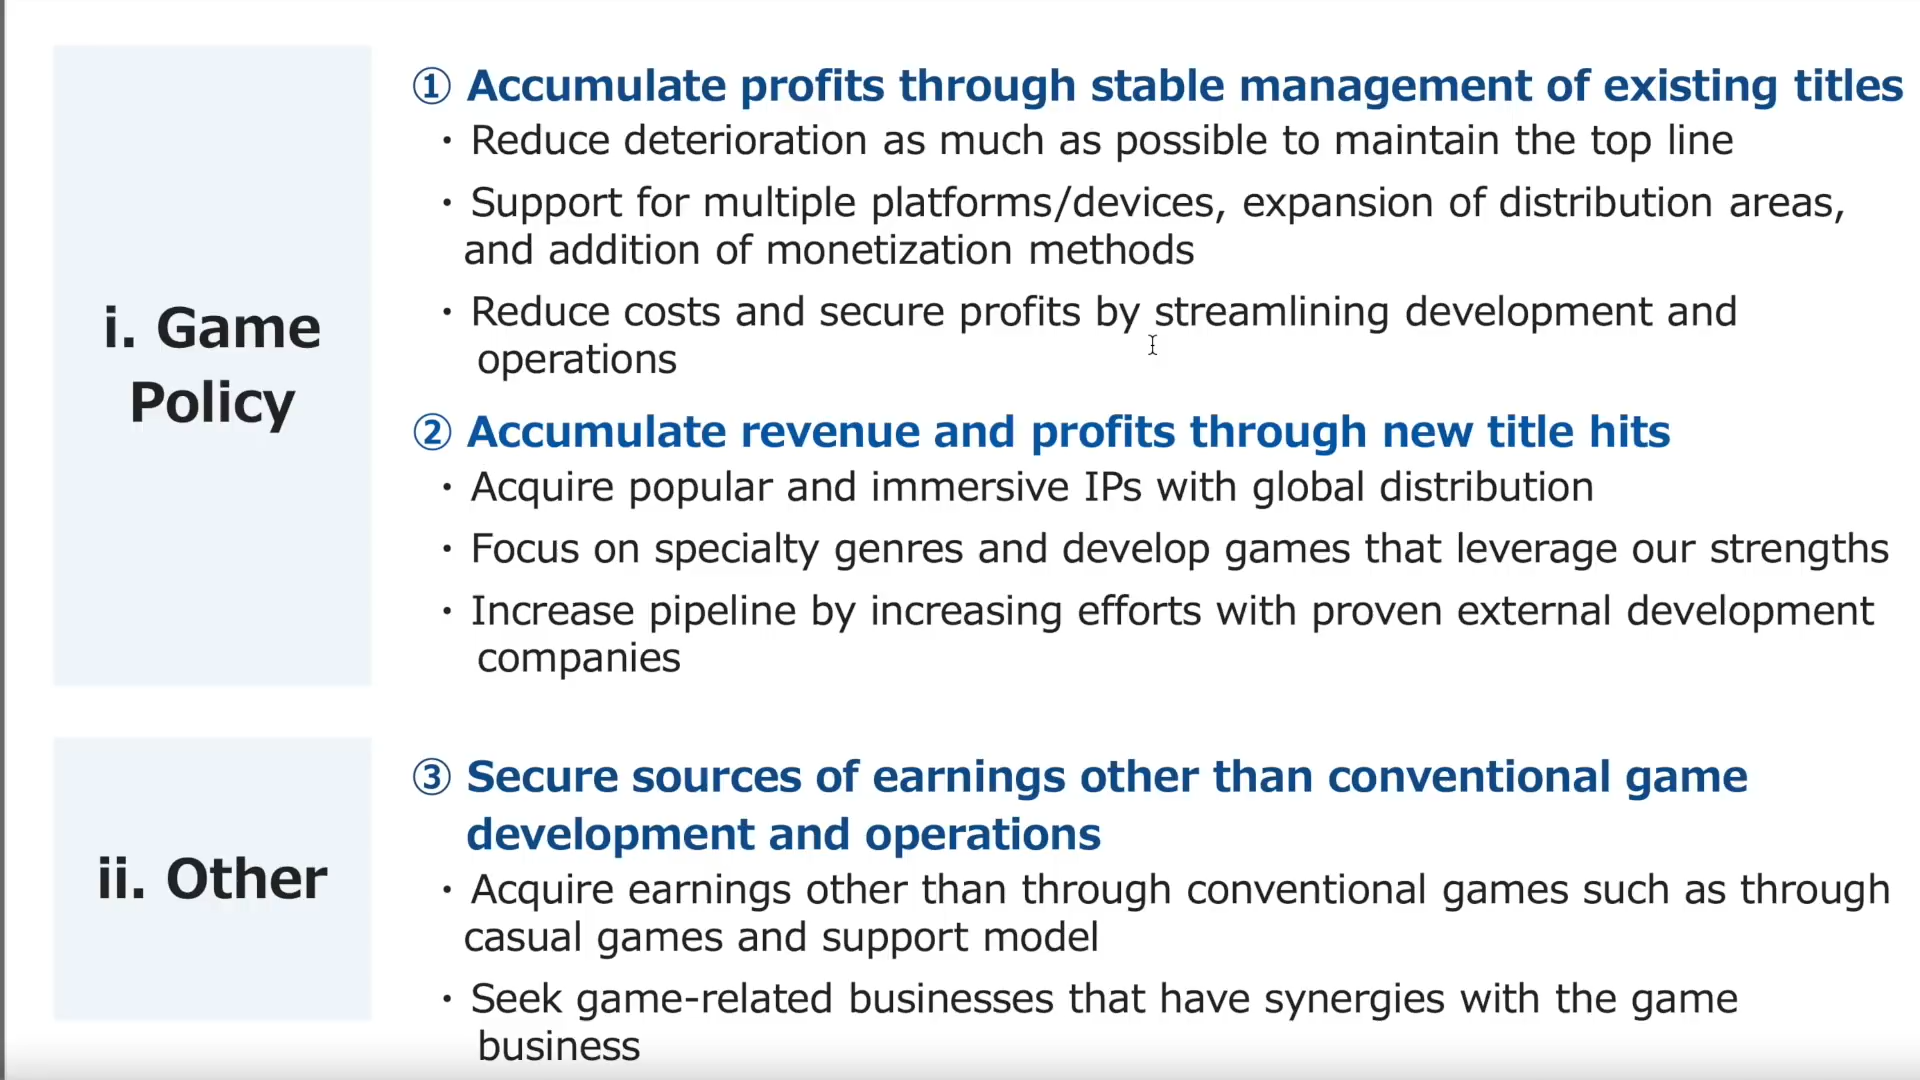 i. Game
Policy
① Accumulate profits through stable management of existing titles
・Reduce deterioration as much as possible to maintain the top line
・Support for multiple platforms/devices, expansion of distribution areas,
and addition of monetization methods
・Reduce costs and secure profits by streamlining development and
operations
② Accumulate revenue and profits through new title hits
・Acquire popular and immersive IPs with global distribution
・Focus on specialty genres and develop games that leverage our strengths
・Increase pipeline by increasing efforts with proven external development
companies
ii. Other
③ Secure sources of earnings other than conventional game
development and operations
・Acquire earnings other than through conventional games such as through
casual games and support model
・Seek game-related businesses that have synergies with the game
business